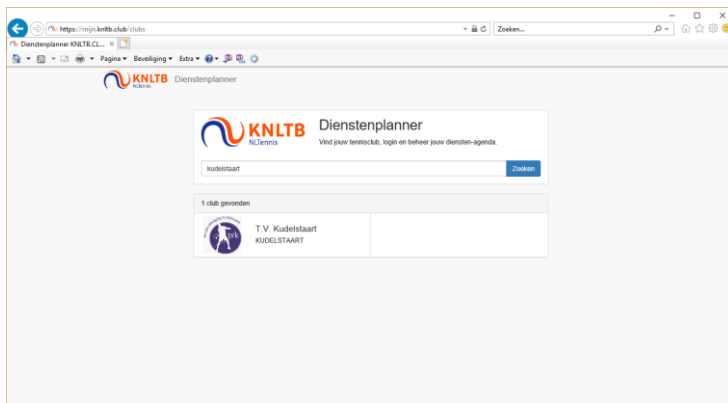 https://mijn.knltb.club/clubs
Zoeken...
Dienstenplanner KNLTB.CL...
Pagina Beveiliging Extra
KNLTB Dienstenplanner
NLTennis
KNLTB
NLTennis
Dienstenplanner
Vind jouw tennisclub, login en beheer jouw diensten-agenda.
kudelstaart
Zoeken
1 club gevonden
tvk
T.V. Kudelstaart
KUDELSTAART